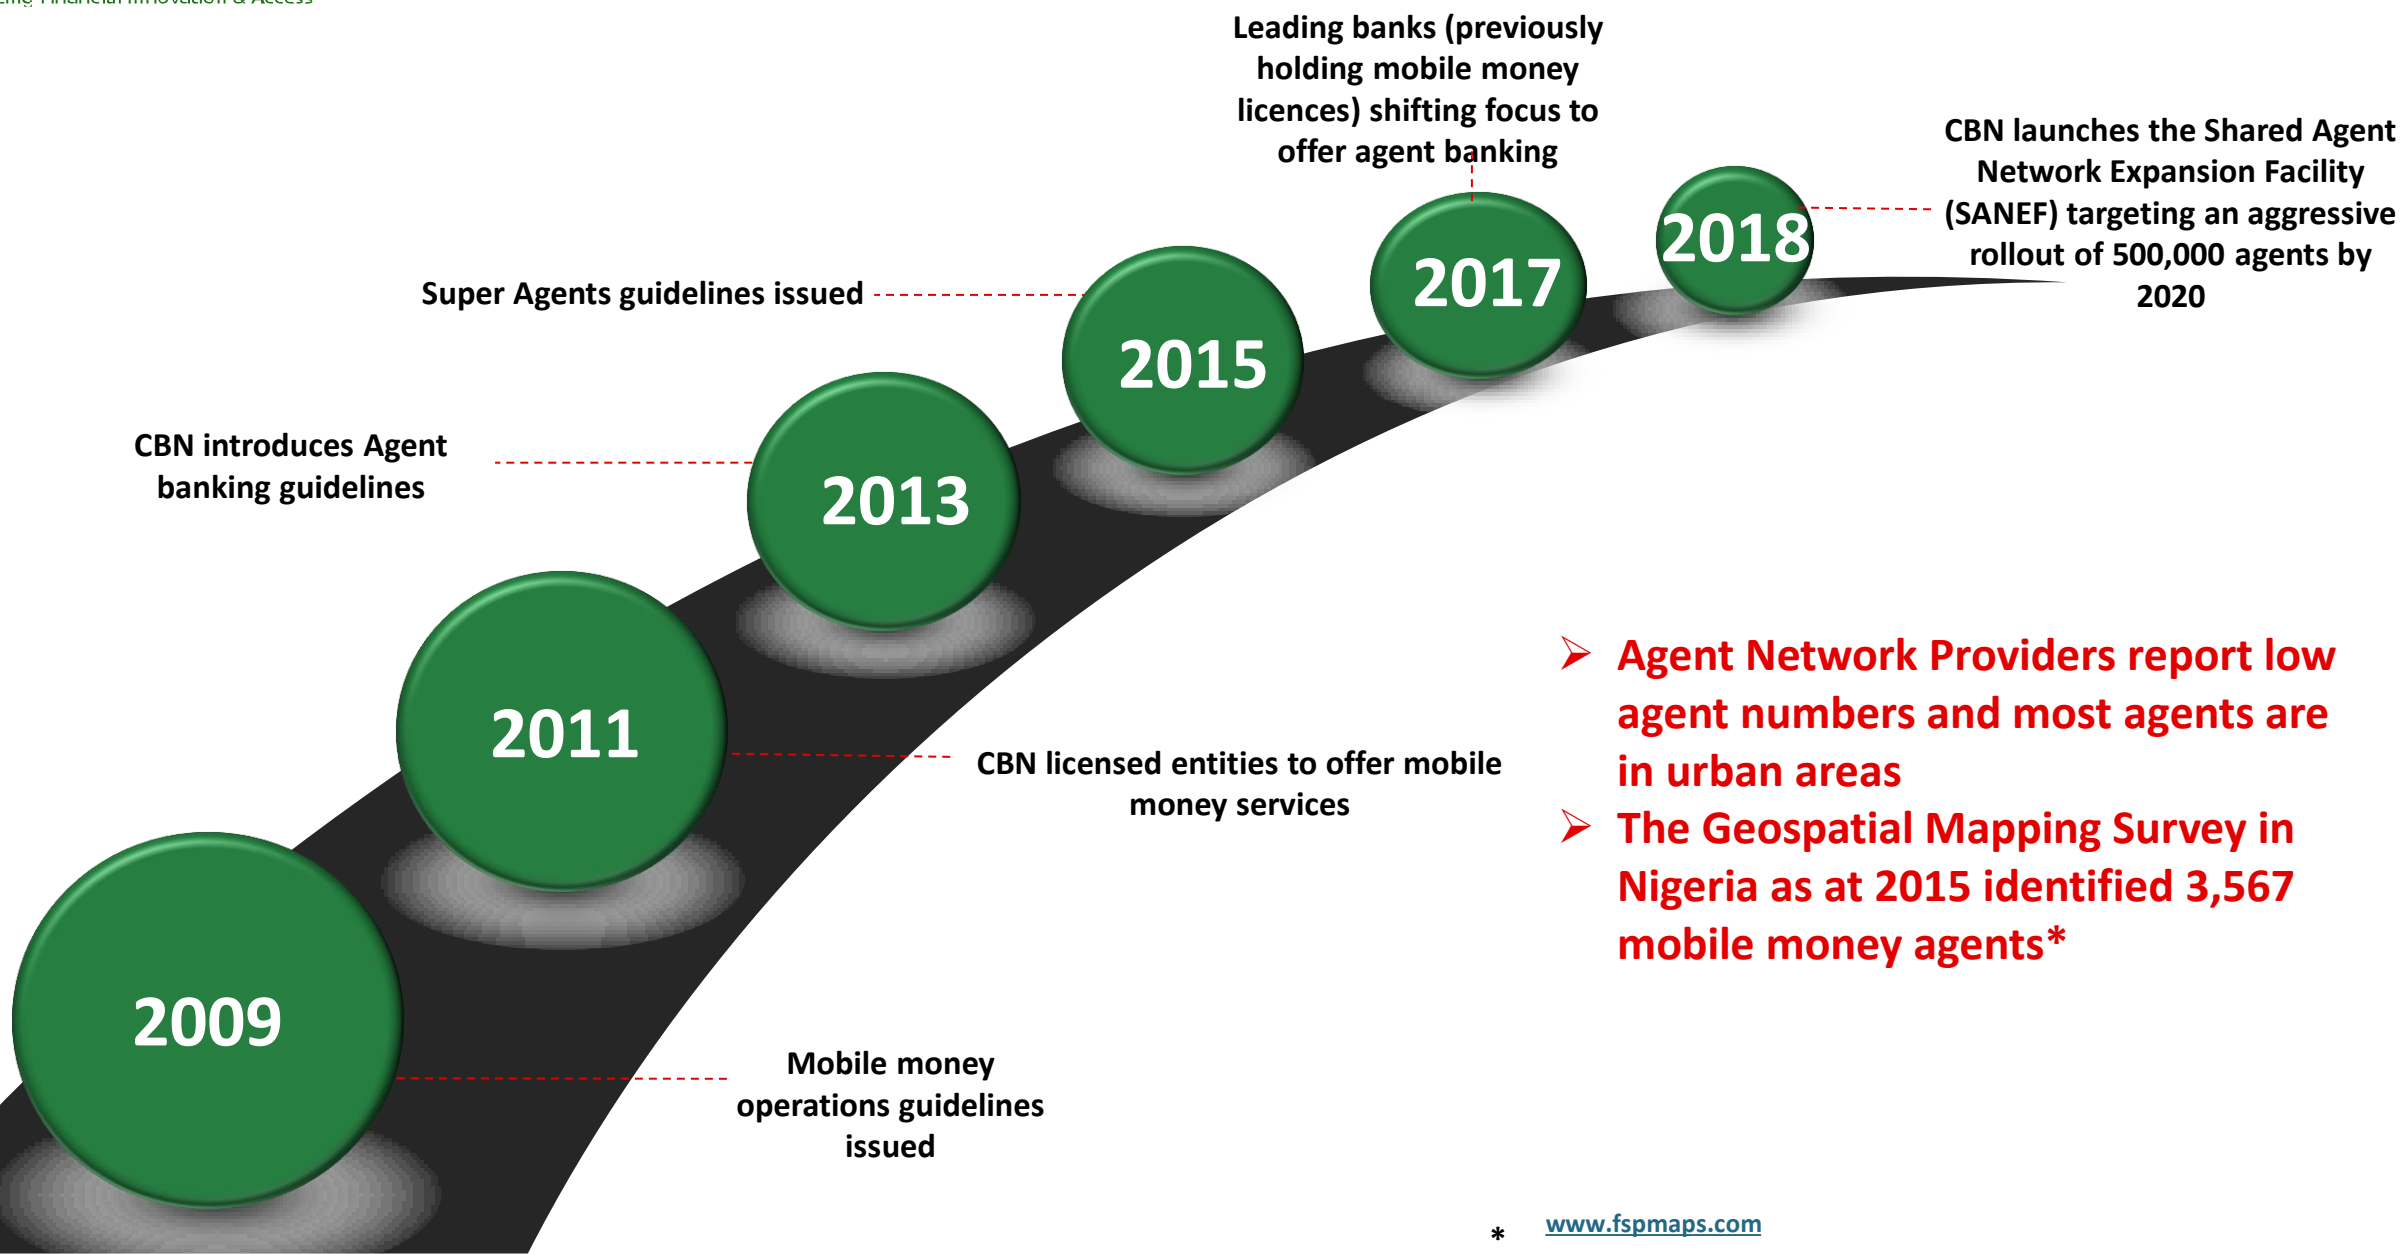 Financial Innovation & Access
Leading banks (previously
holding mobile money
licences) shifting focus to
offer agent banking
CBN launches the Shared Agent
Network Expansion Facility
(SANEF) targeting an aggressive
rollout of 500,000 agents by
2020
2018
2017
Super Agents guidelines issued
2015
CBN introduces Agent
banking guidelines
2013
2011
CBN licensed entities to offer mobile
money services
2009
Mobile money
operations guidelines
issued
➢ Agent Network Providers report low
agent numbers and most agents are
in urban areas
➢ The Geospatial Mapping Survey in
Nigeria as at 2015 identified 3,567
mobile money agents*
* www.fspmaps.com